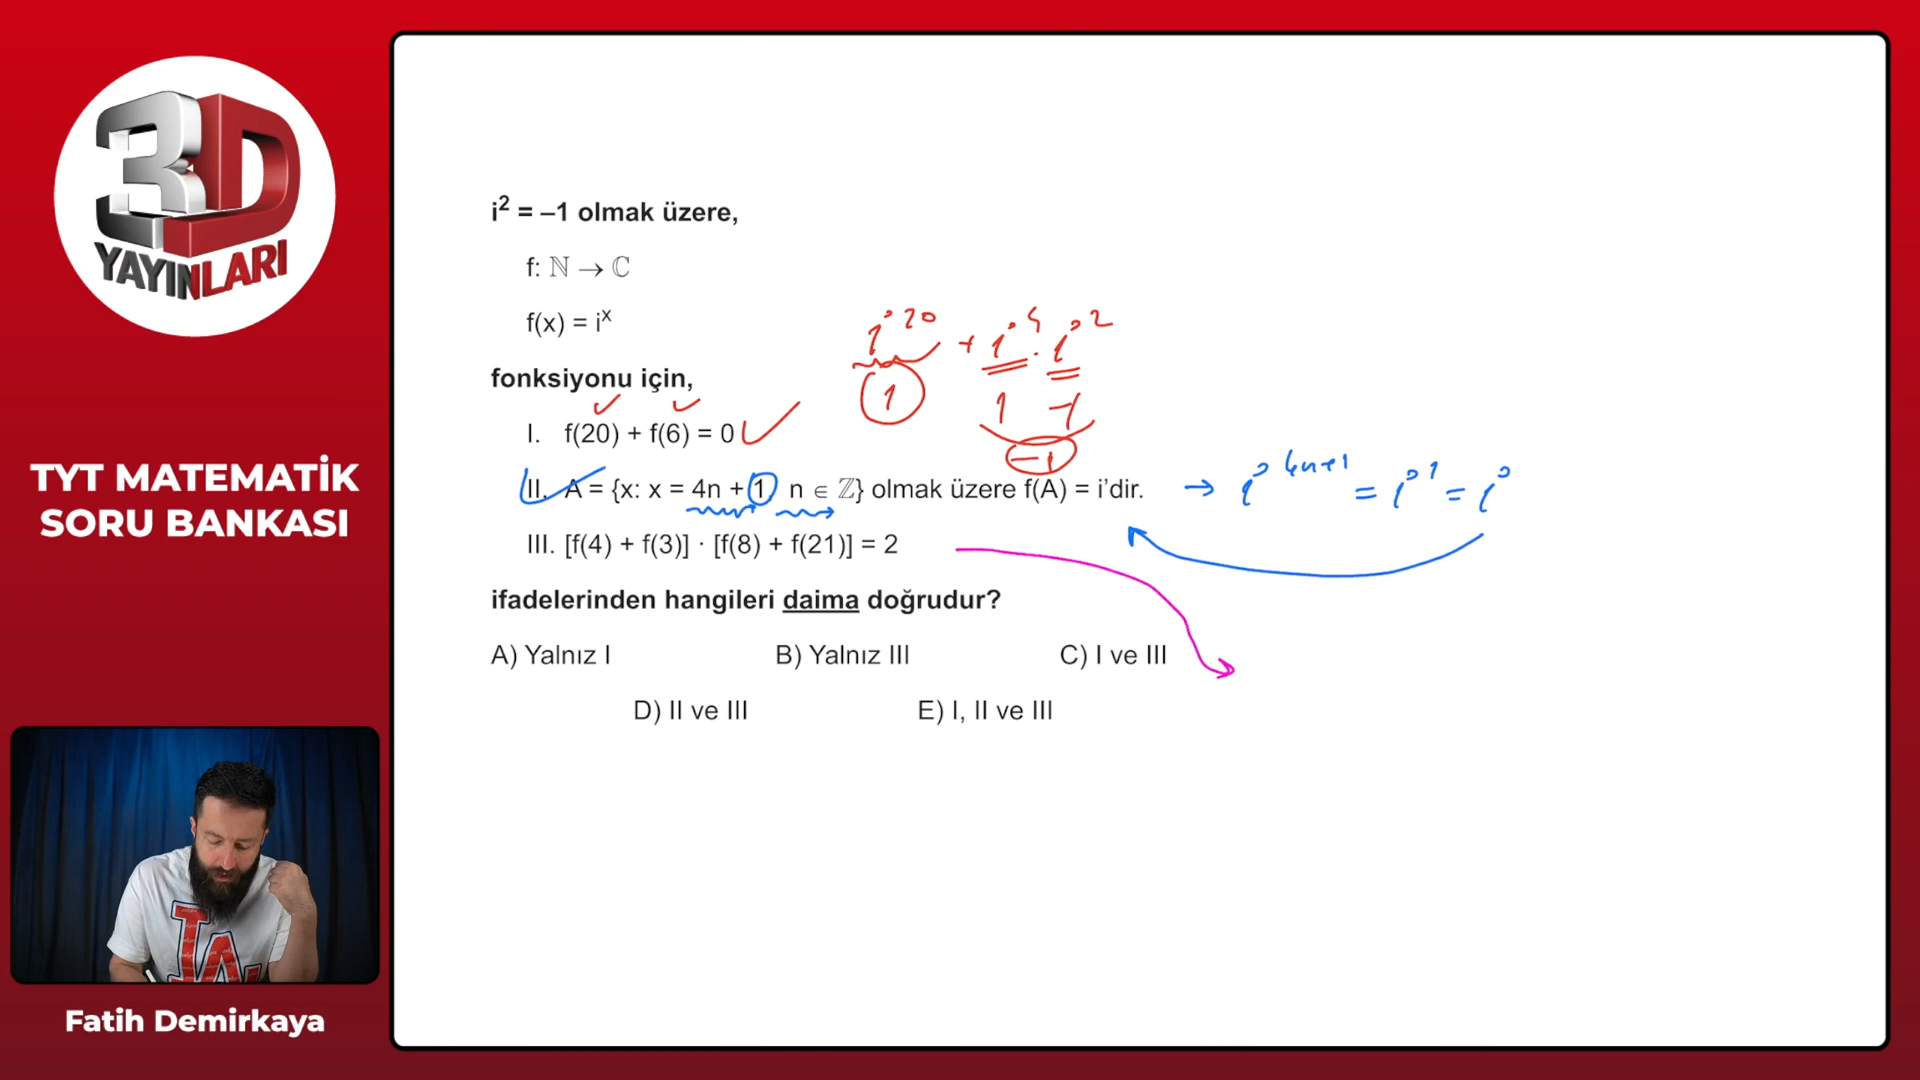 3D
YAYINLARI
TYT MATEMATİK
SORU BANKASI
Fatih Demirkaya
i² = –1 olmak üzere,
f: ℕ → ℂ
f(x) = iˣ
fonksiyonu için,
I. f(20) + f(6) = 0
II. A = {x: x = 4n + 1, n ∈ ℤ} olmak üzere f(A) = i'dir.
III. [f(4) + f(3)] · [f(8) + f(21)] = 2
ifadelerinden hangileri daima doğrudur?
A) Yalnız I B) Yalnız III C) I ve III
D) II ve III E) I, II ve III
i²⁰ + i⁴ · i²
1 1 –1
–1
→ i⁴ⁿ⁺¹ = i¹ = i